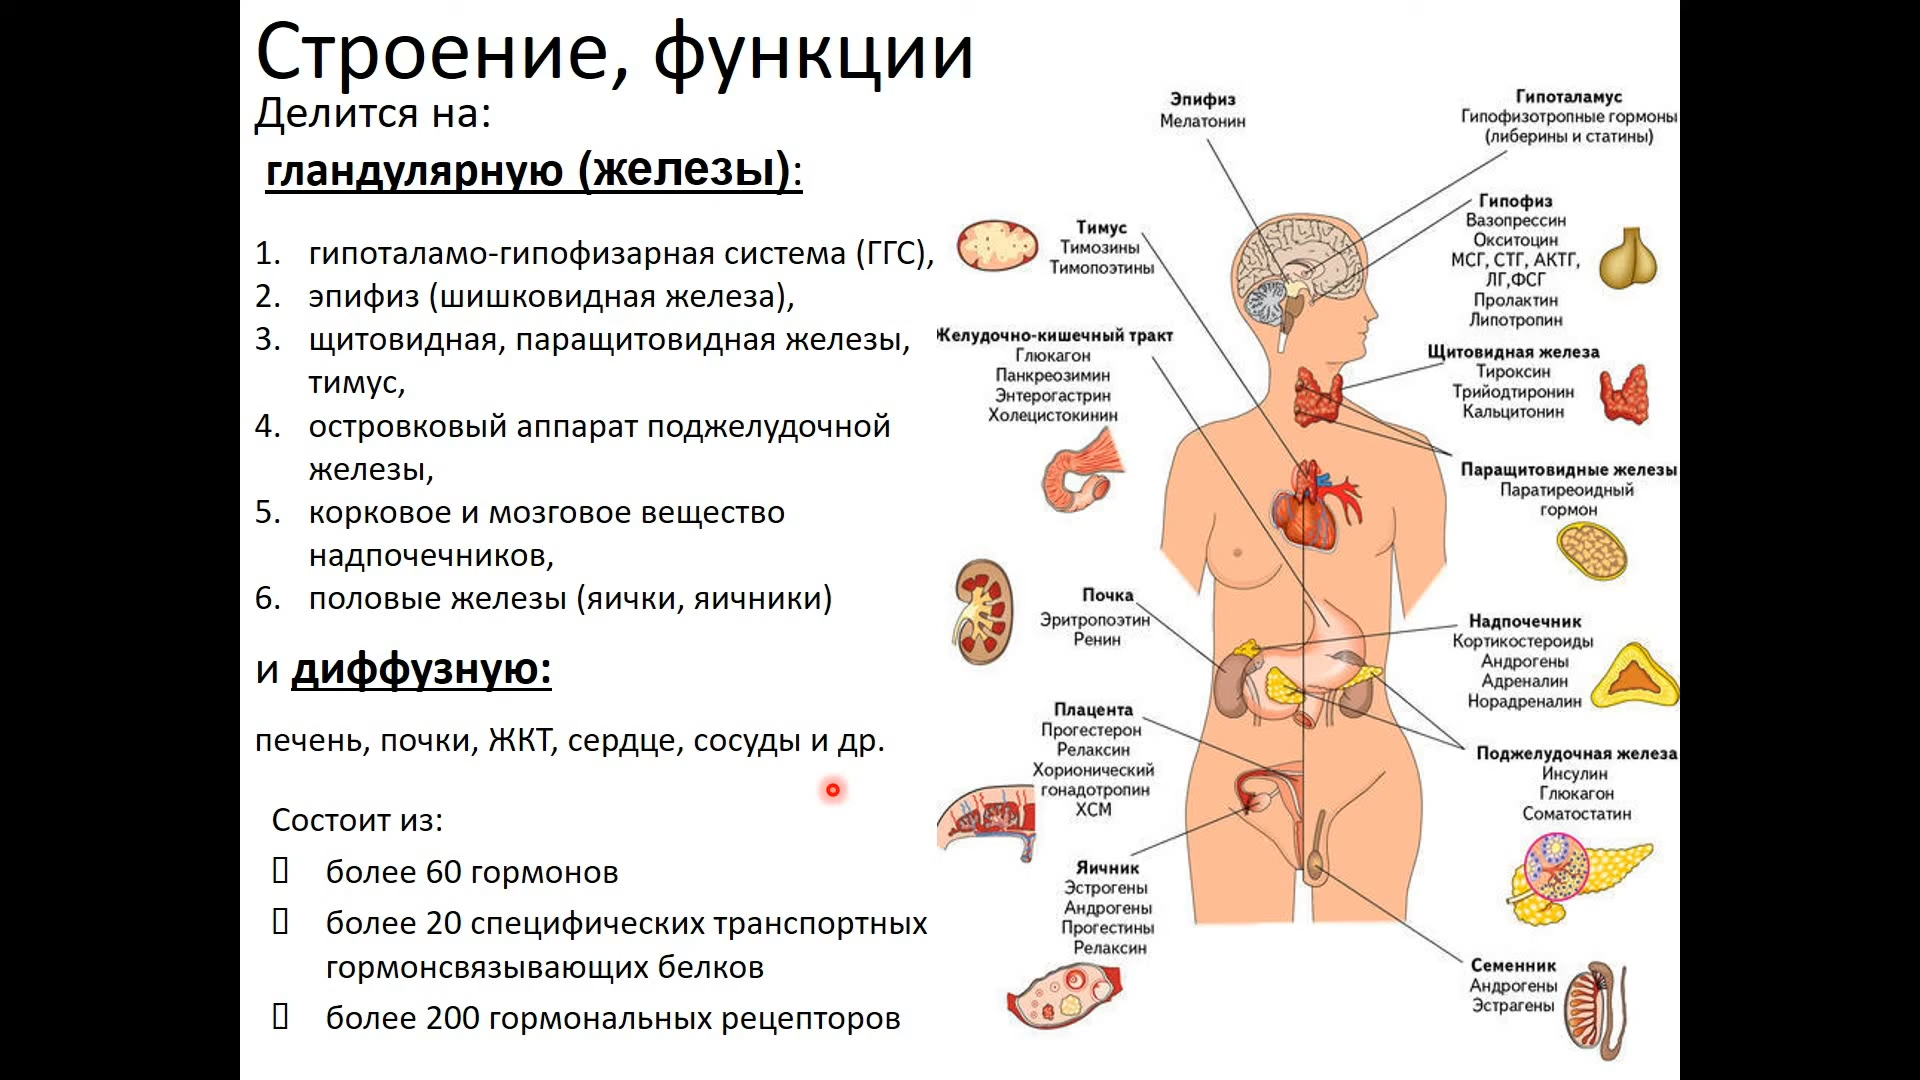 Строение, функции
Делится на:
гландулярную (железы):
1. гипоталамо-гипофизарная система (ГГС),
2. эпифиз (шишковидная железа),
3. щитовидная, паращитовидная железы,
тимус,
4. островковый аппарат поджелудочной
железы,
5. корковое и мозговое вещество
надпочечников,
6. половые железы (яички, яичники)
и диффузную:
печень, почки, ЖКТ, сердце, сосуды и др.
Состоит из:
более 60 гормонов
более 20 специфических транспортных
гормонсвязывающих белков
более 200 гормональных рецепторов
Эпифиз
Мелатонин
Гипоталамус
Гипофизотропные гормоны
(либерины и статины)
Тимус
Тимозины
Тимопоэтины
Гипофиз
Вазопрессин
Окситоцин
МСГ, СТГ, АКТГ,
ЛГ,ФСГ
Пролактин
Липотропин
Желудочно-кишечный тракт
Глюкагон
Панкреозимин
Энтерогастрин
Холецистокинин
Щитовидная железа
Тироксин
Трийодтиронин
Кальцитонин
Паращитовидные железы
Паратиреоидный
гормон
Почка
Эритропоэтин
Ренин
Надпочечник
Кортикостероиды
Андрогены
Адреналин
Норадреналин
Плацента
Прогестерон
Релаксин
Хорионический
гонадотропин
ХСМ
Поджелудочная железа
Инсулин
Глюкагон
Соматостатин
Яичник
Эстрогены
Андрогены
Прогестины
Релаксин
Семенник
Андрогены
Эстрагены